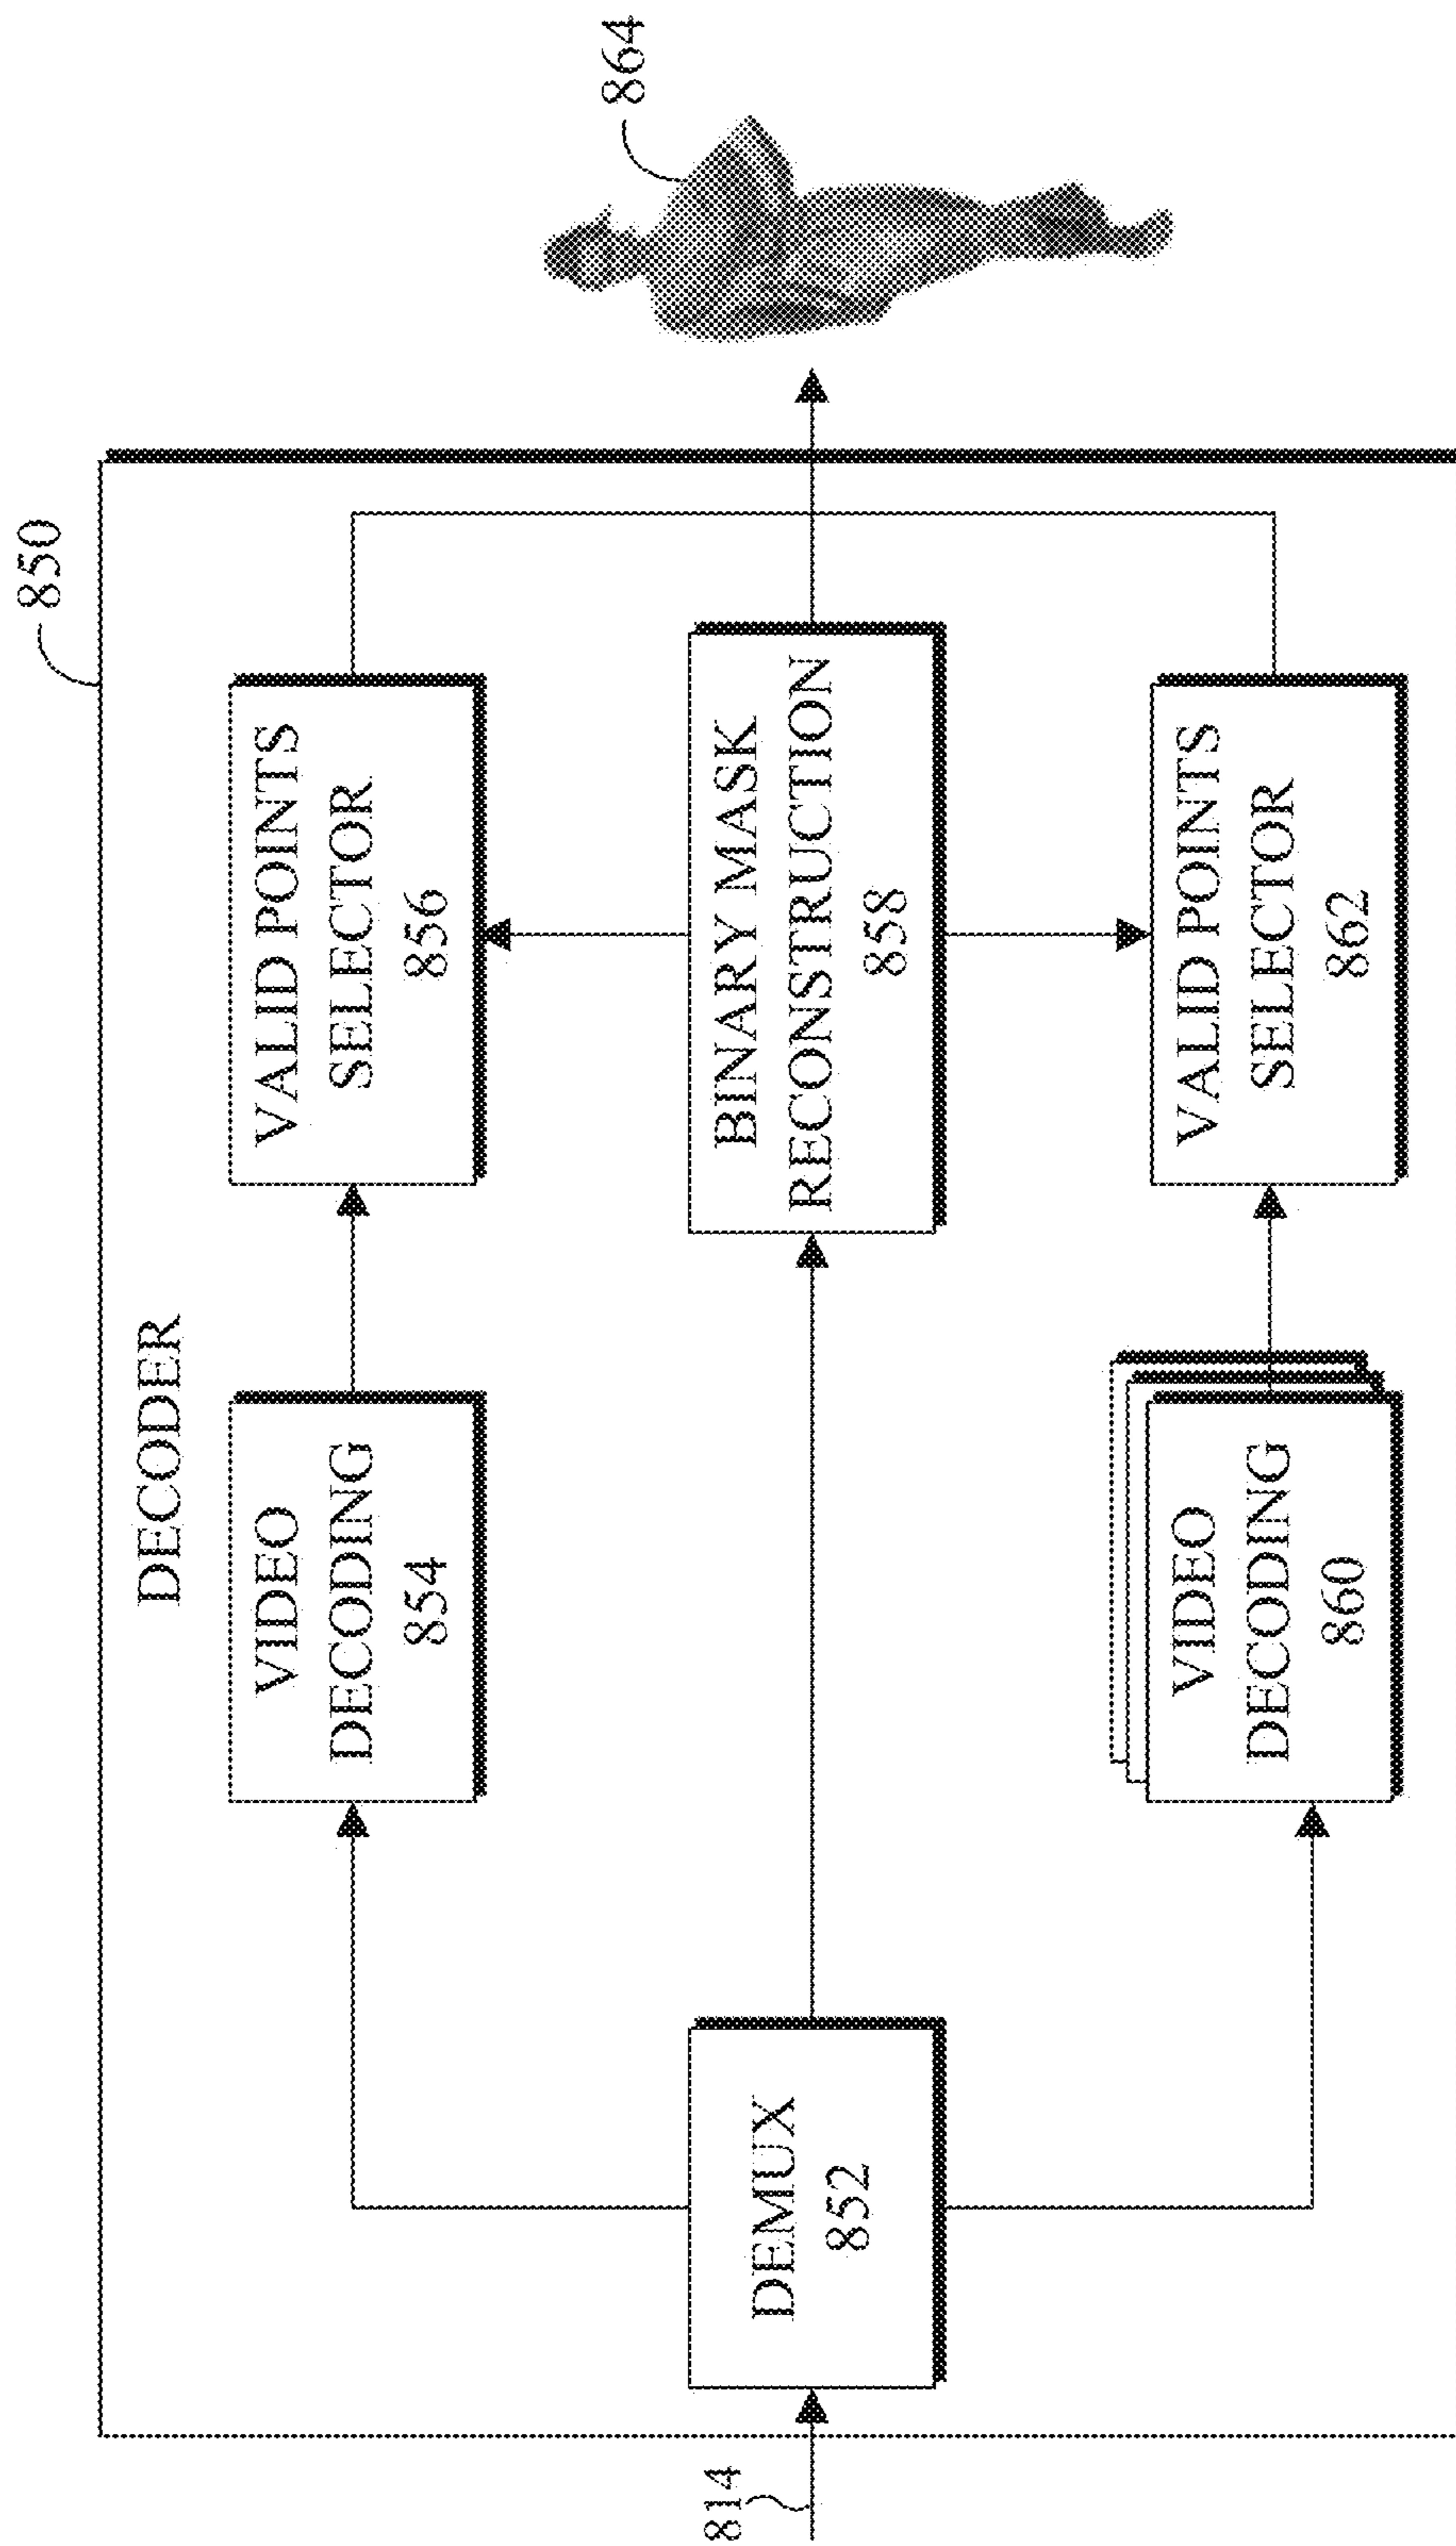 850
DECODER
814
DEMUX
852
VIDEO
DECODING
854
VALID POINTS
SELECTOR
856
BINARY MASK
RECONSTRUCTION
858
VIDEO
DECODING
860
VALID POINTS
SELECTOR
862
864